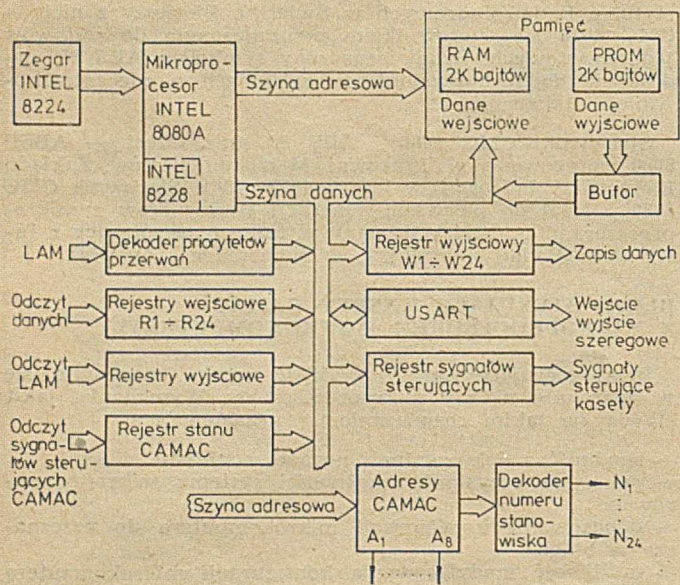 Zegar
INTEL
8224
Mikropro-
cesor
INTEL
8080A
INTEL
8228
Szyna adresowa
Pamięć
RAM
2K bajtów
PROM
2K bajtów
Dane
wejściowe
Dane
wyjściowe
Szyna danych
Bufor
LAM
Dekoder priorytetów
przerwań
Rejestr wyjściowy
W1÷W24
Zapis danych
Odczyt
danych
Rejestry wejściowe
R1÷R24
USART
Wejście
wyjście
szeregowe
Odczyt
LAM
Rejestry wyjściowe
Rejestr sygnałów
sterujących
Sygnały
sterujące
kasety
Odczyt
sygna-
łów steru-
jących
CAMAC
Rejestr stanu
CAMAC
Szyna adresowa
Adresy
CAMAC
A1 A8
Dekoder
numeru
stano-
wiska
N1
N24